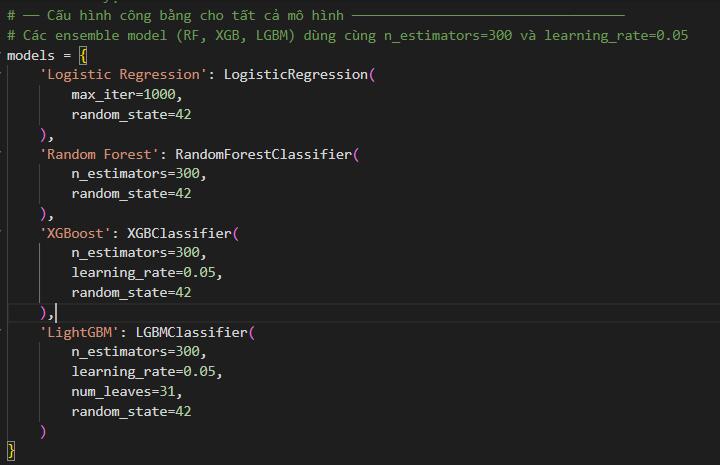 # —— Cấu hình công bằng cho tất cả mô hình ——————————————————————————————
# Các ensemble model (RF, XGB, LGBM) dùng cùng n_estimators=300 và learning_rate=0.05
models = {
    'Logistic Regression': LogisticRegression(
        max_iter=1000,
        random_state=42
    ),
    'Random Forest': RandomForestClassifier(
        n_estimators=300,
        random_state=42
    ),
    'XGBoost': XGBClassifier(
        n_estimators=300,
        learning_rate=0.05,
        random_state=42
    ),
    'LightGBM': LGBMClassifier(
        n_estimators=300,
        learning_rate=0.05,
        num_leaves=31,
        random_state=42
    )
}